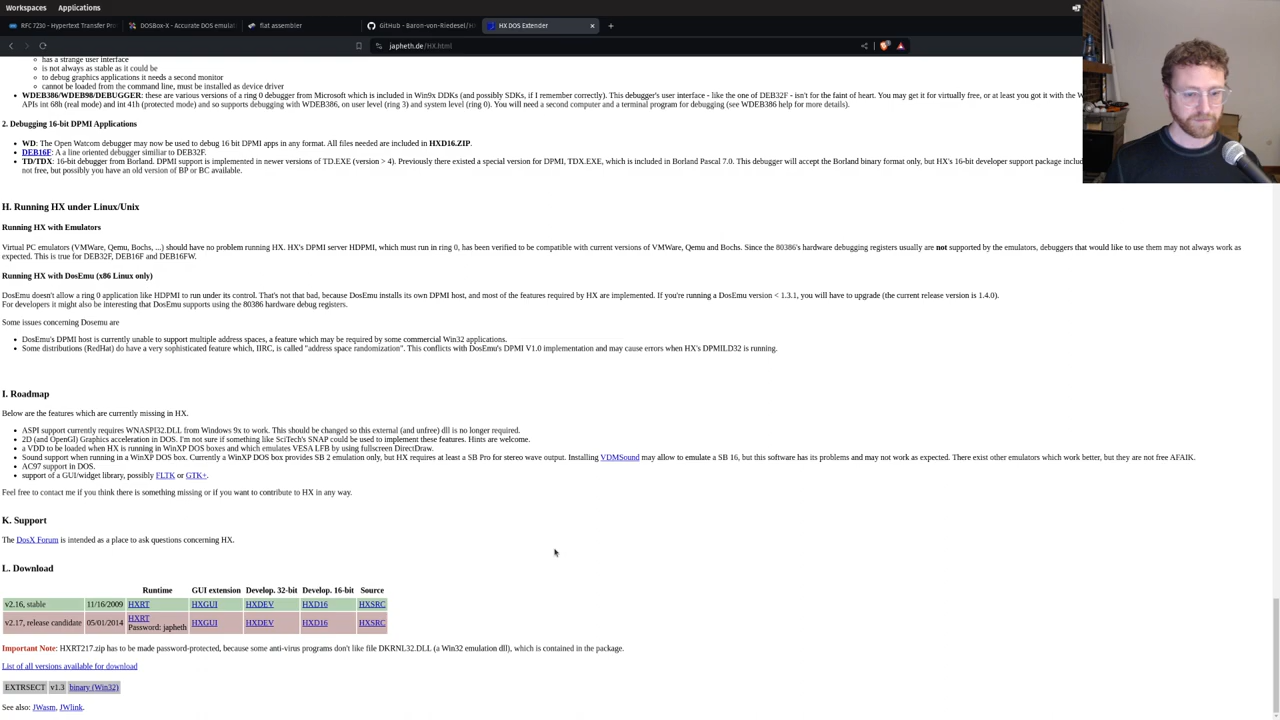 Workspaces Applications
RFC 7230 - Hypertext Transfer Pro
DOSBox-X - Accurate DOS emula
flat assembler
GitHub - Baron-von-Riedesel/H
HX DOS Extender
japheth.de/HX.html
has a strange user interface
is not always as stable as it could be
to debug graphics applications it needs a second monitor
cannot be loaded from the command line, must be installed as device driver
WDEB386/WDEB98/DEBUGGER: these are various versions of a ring 0 debugger from Microsoft which is included in Win9x DDKs (and possibly SDKs, if I remember correctly). This debugger's user interface - like the one of DEB32F - isn't for the faint of heart. You may get it for virtually free, or at least you got it with the W
APIs int 68h (real mode) and int 41h (protected mode) and so supports debugging with WDEB386, on user level (ring 3) and system level (ring 0). You will need a second computer and a terminal program for debugging (see WDEB386 help for more details).
2. Debugging 16-bit DPMI Applications
WD: The Open Watcom debugger may now be used to debug 16 bit DPMI apps in any format. All files needed are included in HXD16.ZIP.
DEB16F: A a line oriented debugger similiar to DEB32F.
TD/TDX: 16-bit debugger from Borland. DPMI support is implemented in newer versions of TD.EXE (version > 4). Previously there existed a special version for DPMI, TDX.EXE, which is included in Borland Pascal 7.0. This debugger will accept the Borland binary format only, but HX's 16-bit developer support package includ
not free, but possibly you have an old version of BP or BC available.
H. Running HX under Linux/Unix
Running HX with Emulators
Virtual PC emulators (VMWare, Qemu, Bochs, ...) should have no problem running HX. HX's DPMI server HDPMI, which must run in ring 0, has been verified to be compatible with current versions of VMWare, Qemu and Bochs. Since the 80386's hardware debugging registers usually are not supported by the emulators, debuggers that would like to use them may not always work as
expected. This is true for DEB32F, DEB16F and DEB16FW.
Running HX with DosEmu (x86 Linux only)
DosEmu doesn't allow a ring 0 application like HDPMI to run under its control. That's not that bad, because DosEmu installs its own DPMI host, and most of the features required by HX are implemented. If you're running a DosEmu version < 1.3.1, you will have to upgrade (the current release version is 1.4.0).
For developers it might also be interesting that DosEmu supports using the 80386 hardware debug registers.
Some issues concerning Dosemu are
DosEmu's DPMI host is currently unable to support multiple address spaces, a feature which may be required by some commercial Win32 applications.
Some distributions (RedHat) do have a very sophisticated feature which, IIRC, is called "address space randomization". This conflicts with DosEmu's DPMI V1.0 implementation and may cause errors when HX's DPMILD32 is running.
I. Roadmap
Below are the features which are currently missing in HX.
ASPI support currently requires WNASPI32.DLL from Windows 9x to work. This should be changed so this external (and unfree) dll is no longer required.
2D (and OpenGl) Graphics acceleration in DOS. I'm not sure if something like SciTech's SNAP could be used to implement these features. Hints are welcome.
a VDD to be loaded when HX is running in WinXP DOS boxes and which emulates VESA LFB by using fullscreen DirectDraw.
Sound support when running in a WinXP DOS box. Currently a WinXP DOS box provides SB 2 emulation only, but HX requires at least a SB Pro for stereo wave output. Installing VDMSound may allow to emulate a SB 16, but this software has its problems and may not work as expected. There exist other emulators which work better, but they are not free AFAIK.
AC97 support in DOS.
support of a GUI/widget library, possibly FLTK or GTK+.
Feel free to contact me if you think there is something missing or if you want to contribute to HX in any way.
K. Support
The DosX Forum is intended as a place to ask questions concerning HX.
L. Download
Runtime GUI extension Develop. 32-bit Develop. 16-bit Source
v2.16, stable 11/16/2009 HXRT HXGUI HXDEV HXD16 HXSRC
v2.17, release candidate 05/01/2014 HXRT Password: japheth HXGUI HXDEV HXD16 HXSRC
Important Note: HXRT217.zip has to be made password-protected, because some anti-virus programs don't like file DKRNL32.DLL (a Win32 emulation dll), which is contained in the package.
List of all versions available for download
EXTRSECT v1.3 binary (Win32)
See also: JWasm, JWlink.